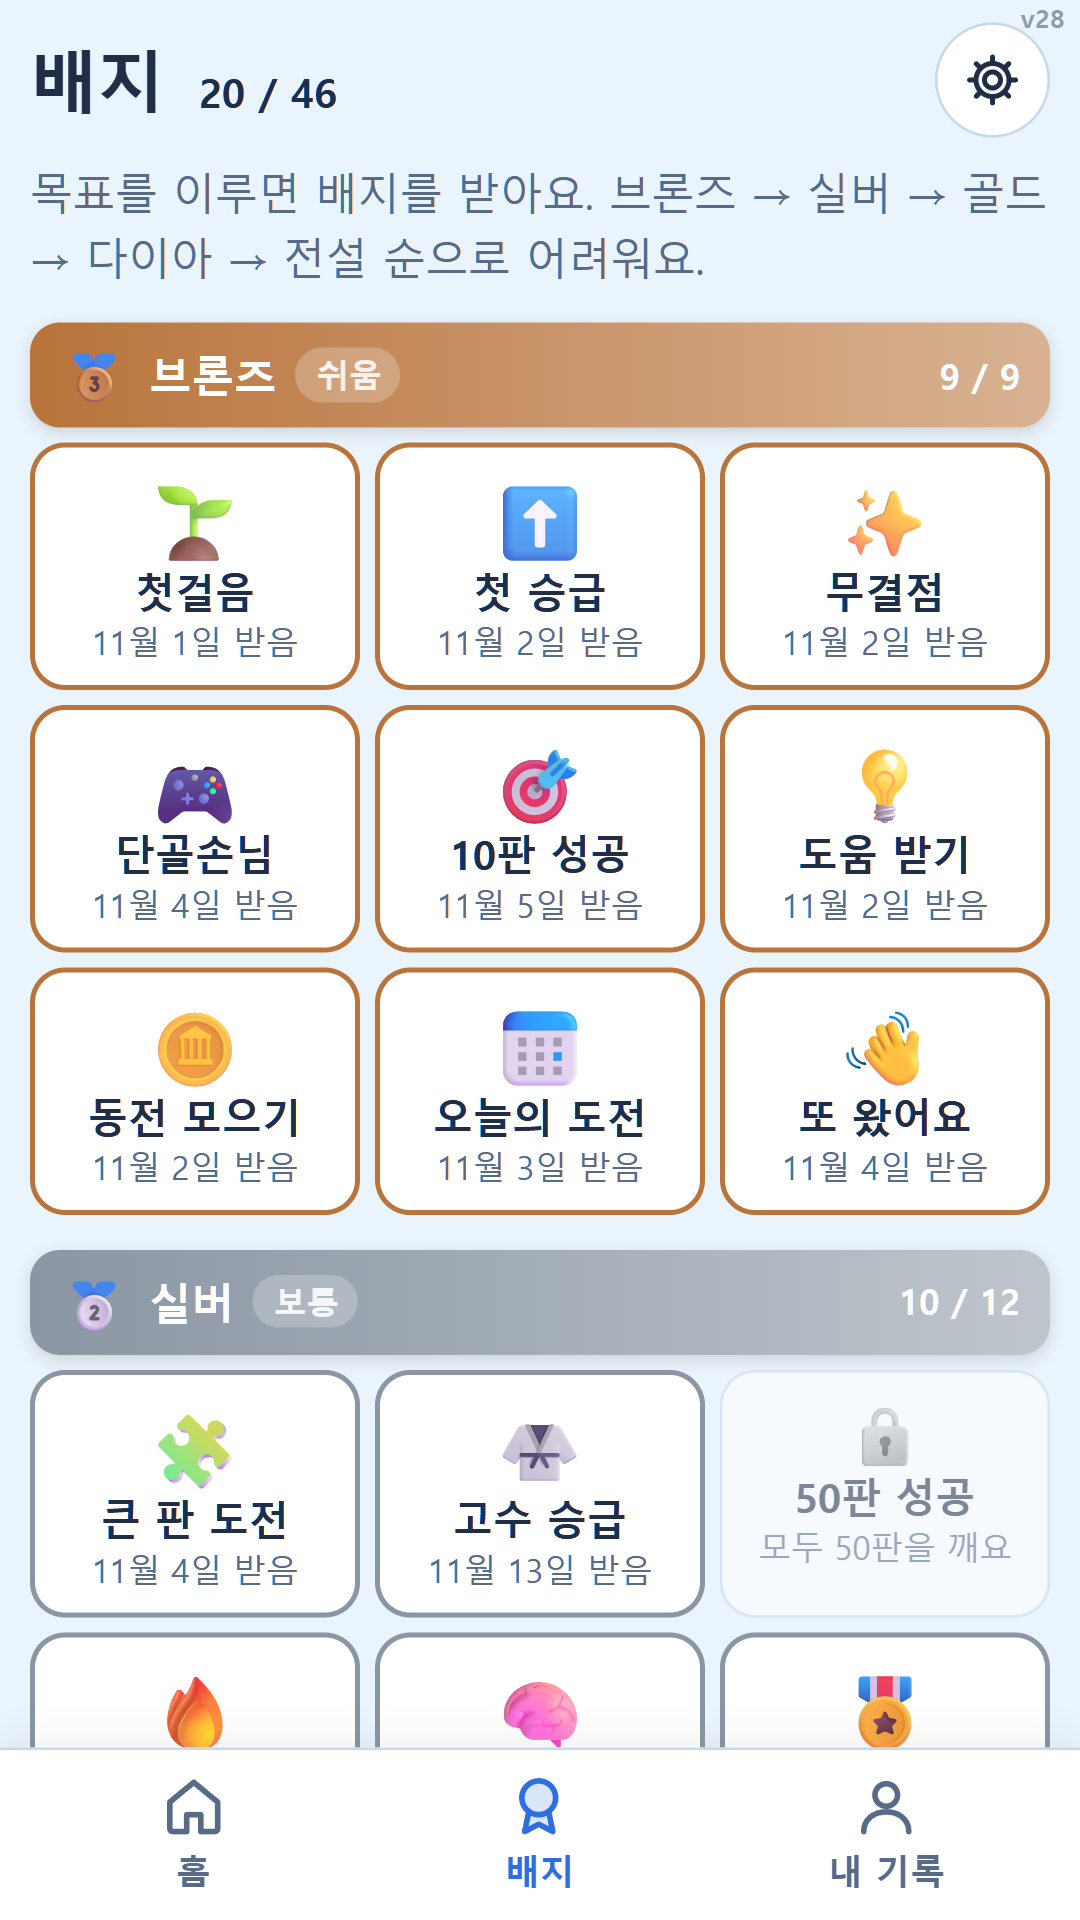 v28
배지 20 / 46
목표를 이루면 배지를 받아요. 브론즈 → 실버 → 골드
→ 다이아 → 전설 순으로 어려워요.
3 브론즈 쉬움 9 / 9
첫걸음
11월 1일 받음
첫 승급
11월 2일 받음
무결점
11월 2일 받음
단골손님
11월 4일 받음
10판 성공
11월 5일 받음
도움 받기
11월 2일 받음
동전 모으기
11월 2일 받음
오늘의 도전
11월 3일 받음
또 왔어요
11월 4일 받음
2 실버 보통 10 / 12
큰 판 도전
11월 4일 받음
고수 승급
11월 13일 받음
50판 성공
모두 50판을 깨요
홈
배지
내 기록